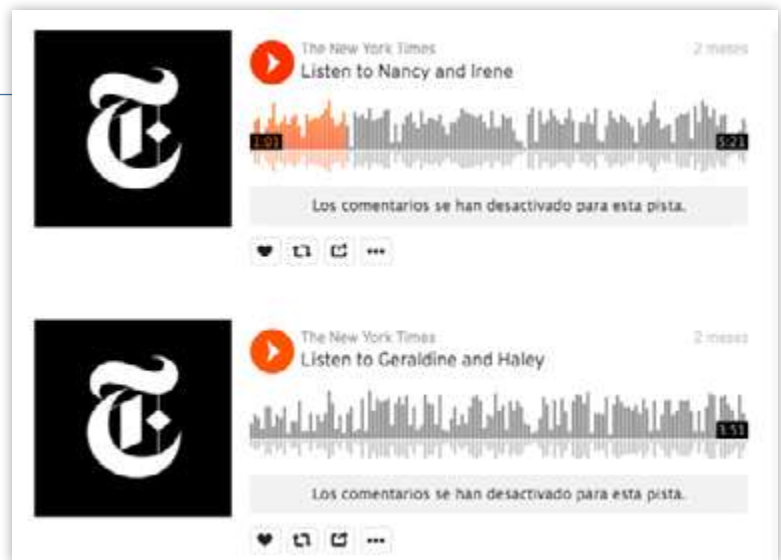 The New York Times
2 meses
Listen to Nancy and Irene
1:01
5:21
Los comentarios se han desactivado para esta pista.
The New York Times
2 meses
Listen to Geraldine and Haley
3:51
Los comentarios se han desactivado para esta pista.